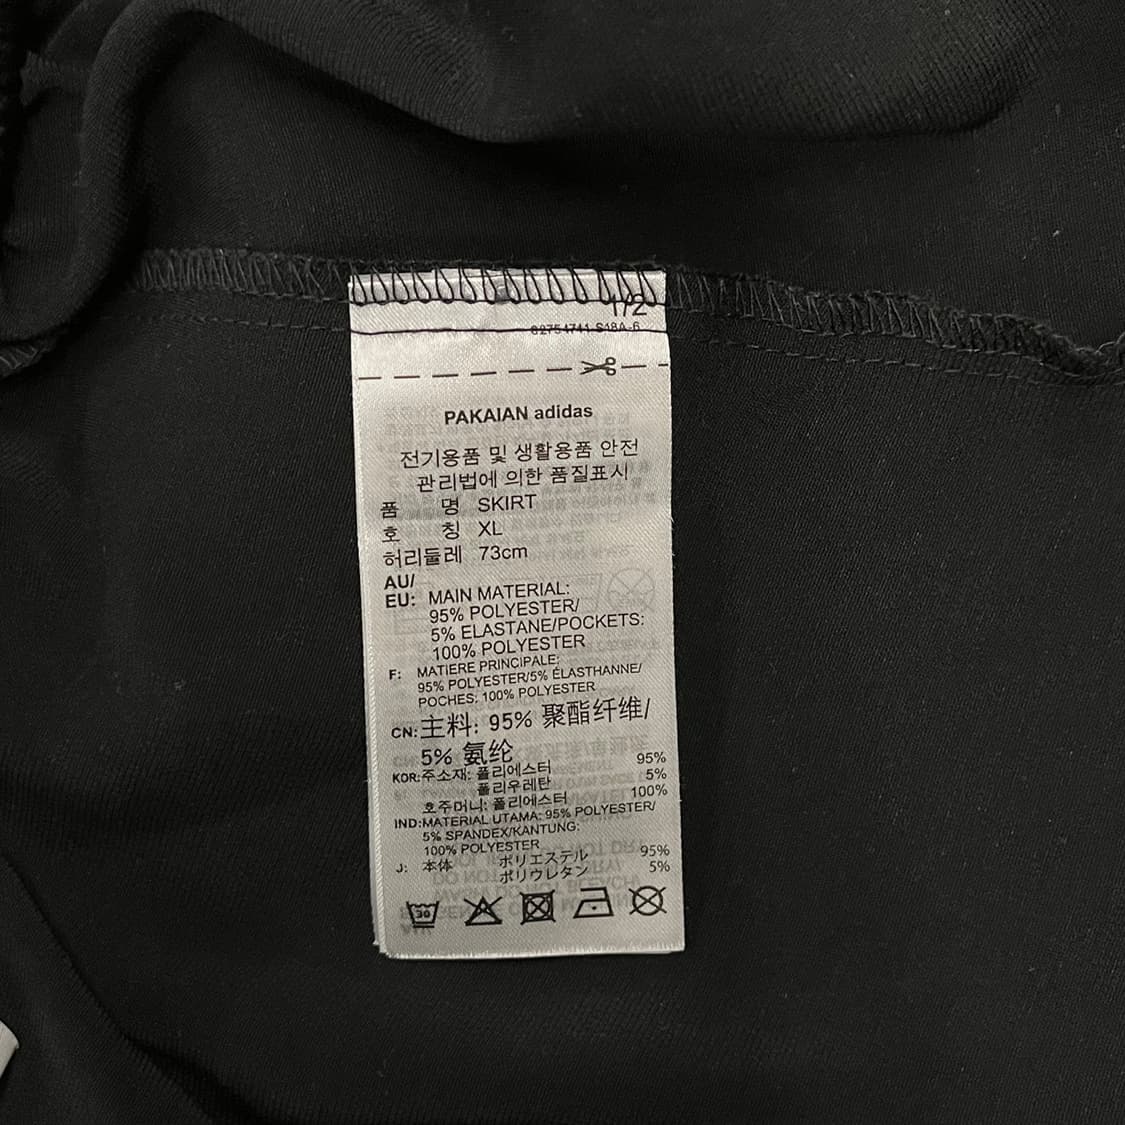 1/2
62754741 S18A-6
PAKAIAN adidas
전기용품 및 생활용품 안전
관리법에 의한 품질표시
품 명 SKIRT
호 칭 XL
허리둘레 73cm
AU/
EU: MAIN MATERIAL:
95% POLYESTER/
5% ELASTANE/POCKETS:
100% POLYESTER
F: MATIERE PRINCIPALE:
95% POLYESTER/5% ÉLASTHANNE/
POCHES: 100% POLYESTER
CN: 主料: 95% 聚酯纤维/
5% 氨纶
KOR: 주소재: 폴리에스터 95%
폴리우레탄 5%
호주머니: 폴리에스터 100%
IND: MATERIAL UTAMA: 95% POLYESTER/
5% SPANDEX/KANTUNG:
100% POLYESTER
J: 本体 ポリエステル 95%
ポリウレタン 5%
30